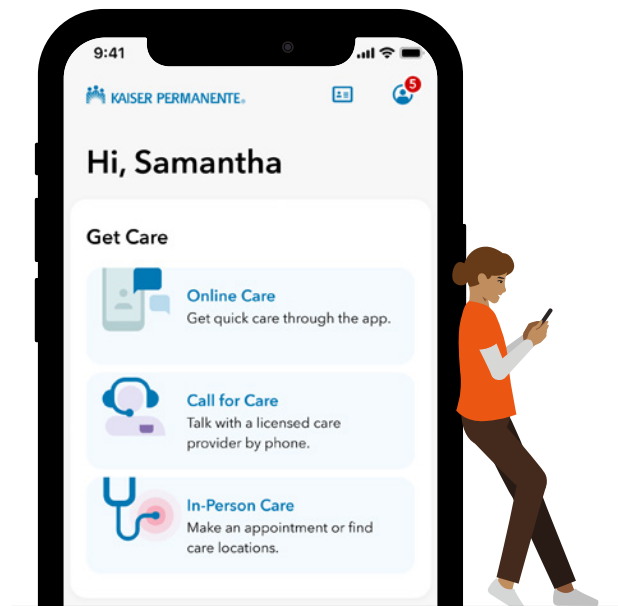 9:41
KAISER PERMANENTE®
5
Hi, Samantha
Get Care
Online Care
Get quick care through the app.
Call for Care
Talk with a licensed care
provider by phone.
In-Person Care
Make an appointment or find
care locations.